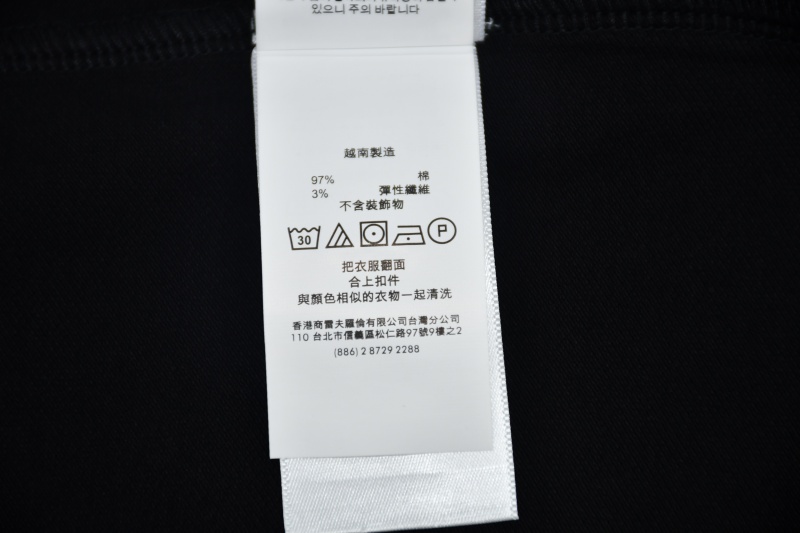 있으니 주의 바랍니다
越南製造
97% 棉
3% 彈性纖維
不含裝飾物
30 P
把衣服翻面
合上扣件
與顏色相似的衣物一起清洗
香港商雷夫羅倫有限公司台灣分公司
110 台北市信義區松仁路97號9樓之2
(886) 2 8729 2288